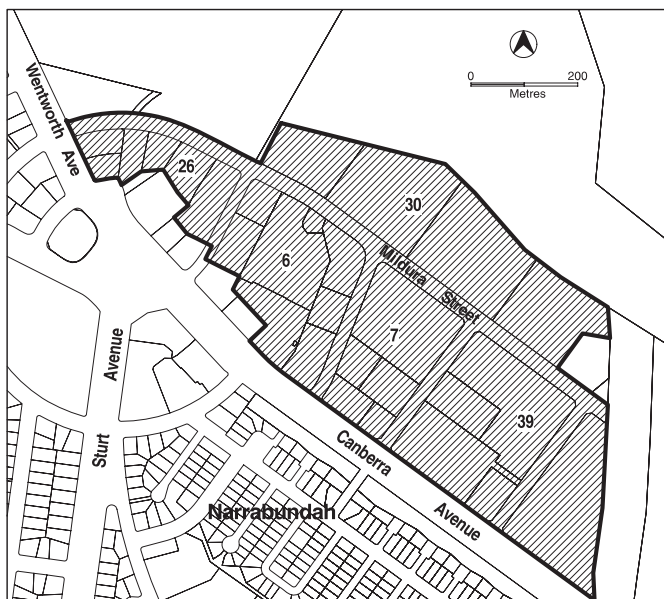 0 200
Metres
Wentworth Ave
26
30
6
Mildura Street
7
39
Sturt Avenue
Canberra Avenue
Narrabundah